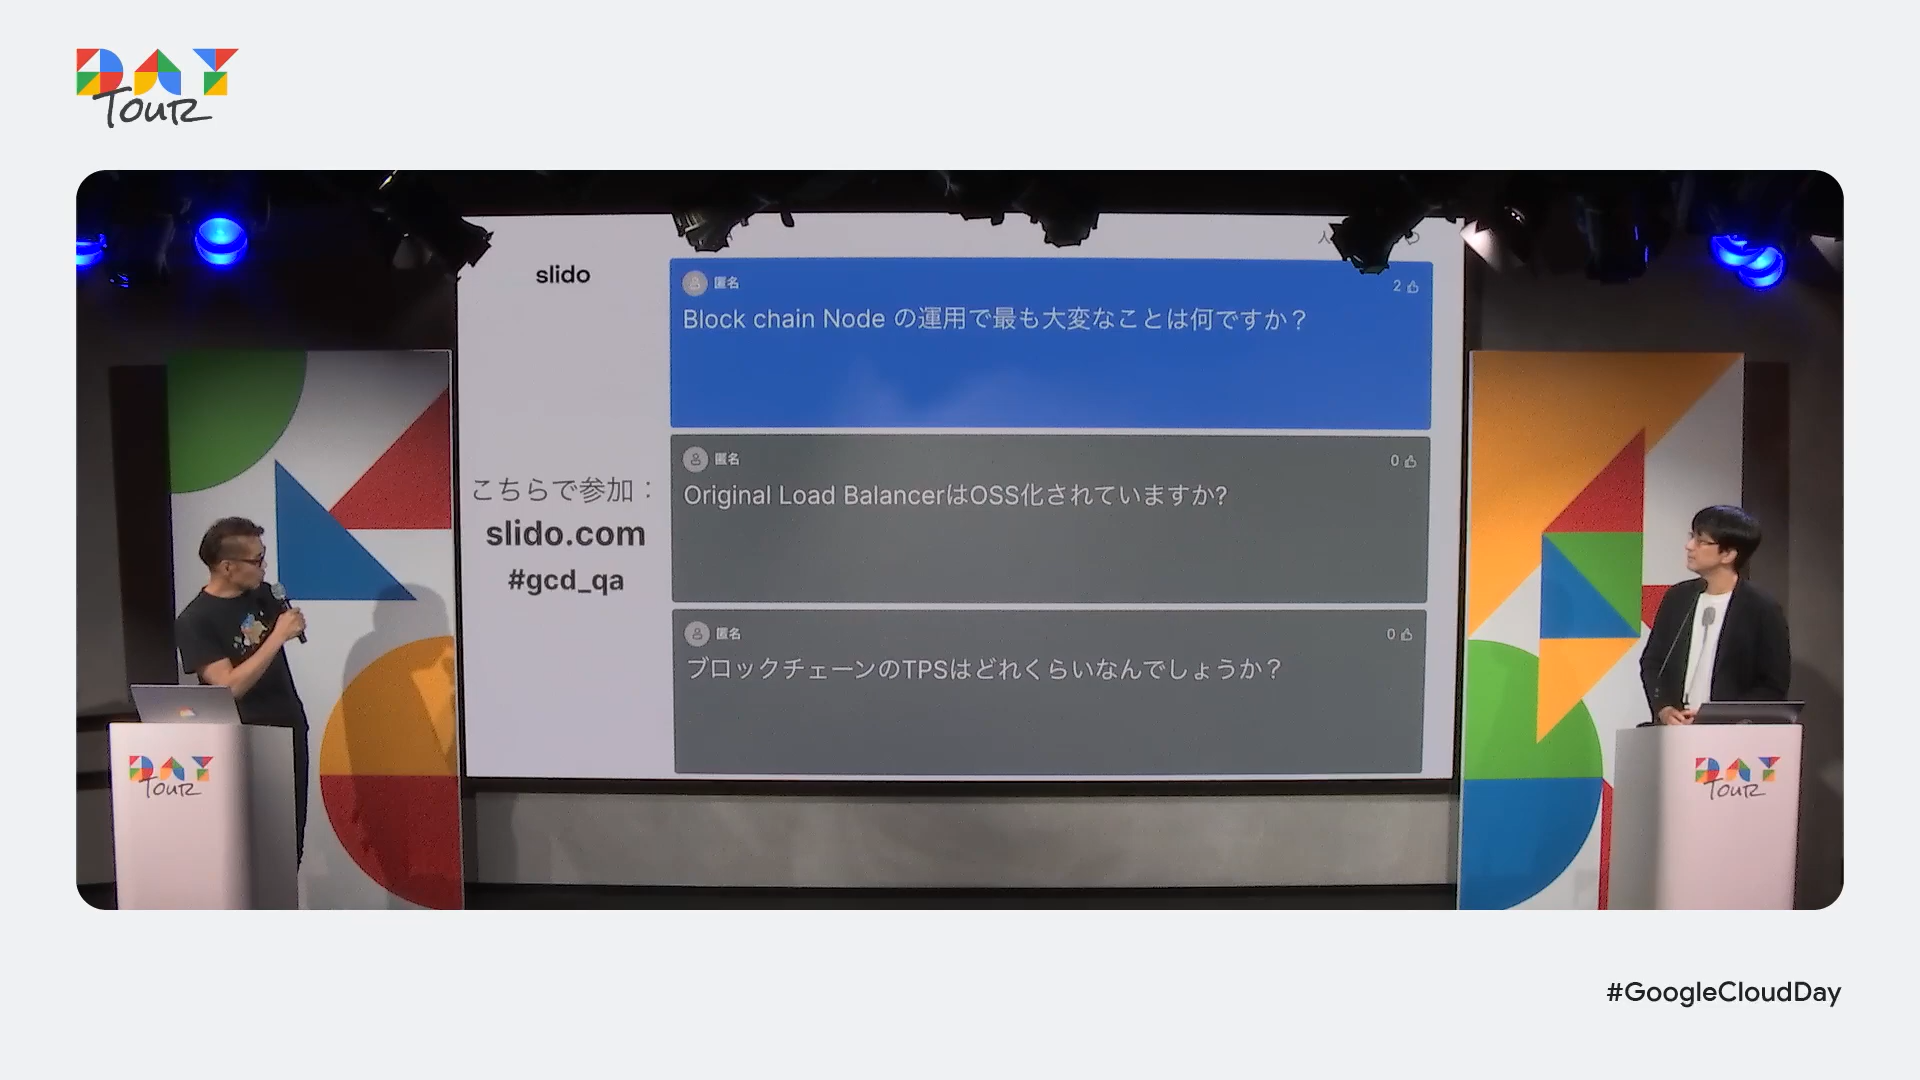 DAY
Tour
slido
こちらで参加：
slido.com
#gcd_qa
匿名
2
Block chain Node の運用で最も大変なことは何ですか？
匿名
0
Original Load BalancerはOSS化されていますか?
匿名
0
ブロックチェーンのTPSはどれくらいなんでしょうか？
DAY
Tour
DAY
Tour
#GoogleCloudDay